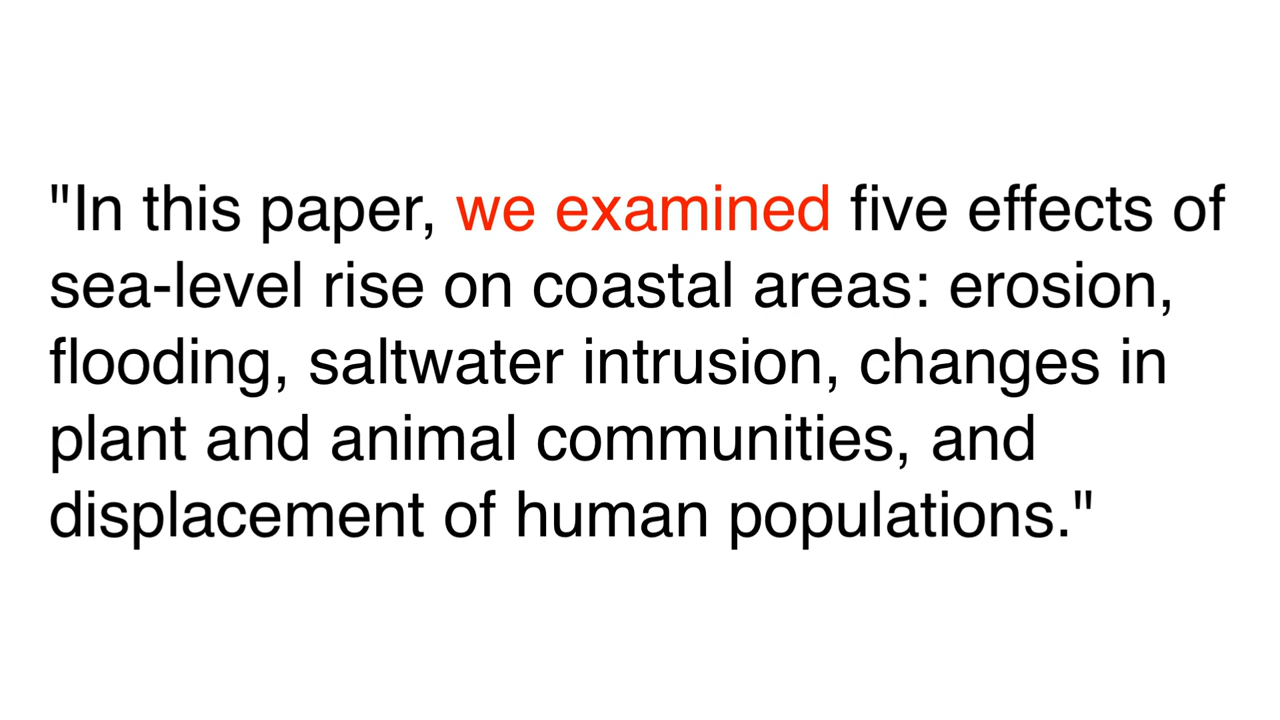 "In this paper, we examined five effects of
sea-level rise on coastal areas: erosion,
flooding, saltwater intrusion, changes in
plant and animal communities, and
displacement of human populations."